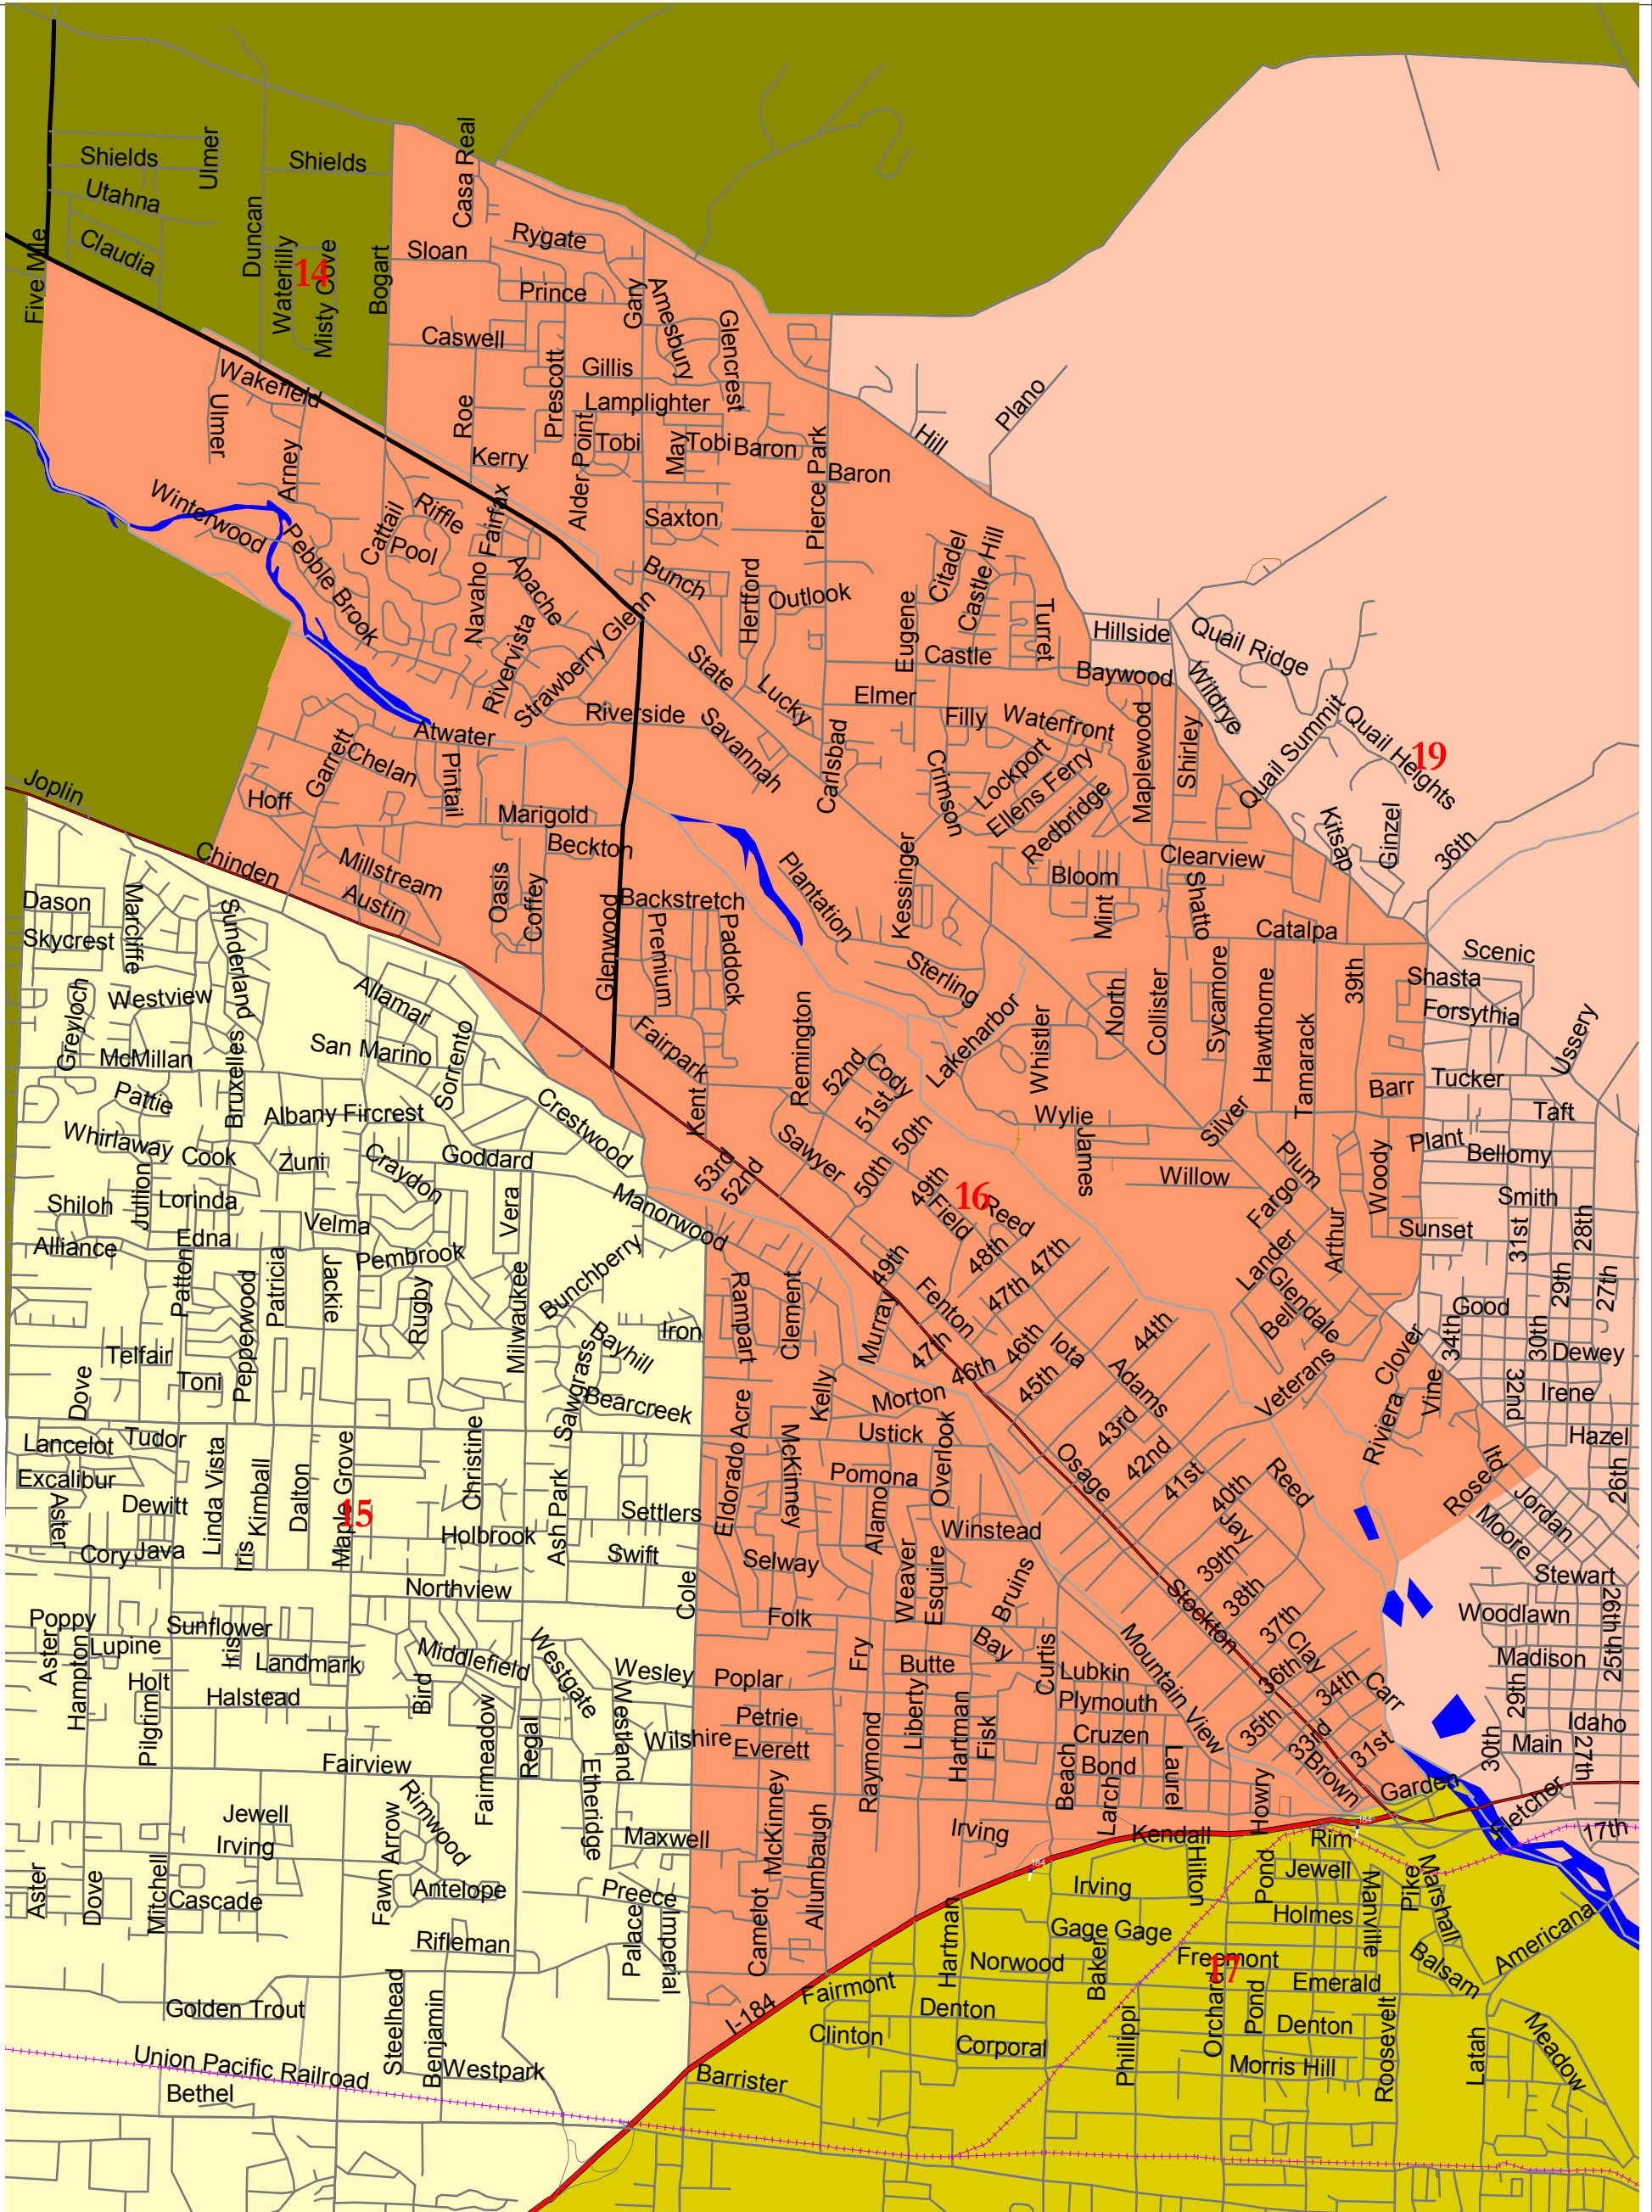 Shields
Ulmer
Shields
Casa Real
Utahna
Duncan
Claudia
Waterlilly
Misty Cove
14
Bogart
Sloan
Rygate
Five Mile
Prince
Gary
Amesbury
Glencrest
Caswell
Gillis
Wakefield
Prescott
Lamplighter
Plano
Ulmer
Roe
Arney
Kerry
Alder Point
Tobi
May
Tobi
Baron
Pierce Park
Baron
Hill
Winterwood
Riffle
Fairfax
Cattail
Pool
Saxton
Pebble Brook
Navaho
Apache
Bunch
Hertford
Outlook
Citadel
Castle Hill
Eugene
Turret
Hillside
Quail Ridge
Rivervista
Strawberry Glenn
State
Castle
Baywood
Wildrye
Lucky
Elmer
Riverside
Savannah
Filly
Waterfront
Atwater
Quail Summit
Quail Heights
19
Garrett
Chelan
Pintail
Carlsbad
Crimson
Lockport
Ellens Ferry
Redbridge
Maplewood
Shirley
Joplin
Hoff
Marigold
Beckton
Kitsap
Ginzel
36th
Chinden
Millstream
Austin
Oasis
Coffey
Plantation
Kessinger
Bloom
Clearview
Mint
Shatto
Dason
Marcliffe
Sunderland
Glenwood
Backstretch
Premium
Paddock
Catalpa
Skycrest
Scenic
Westview
Greyloch
Allamar
Sterling
Shasta
Forsythia
San Marino
Sorrento
Fairpark
Remington
Lakeharbor
Whistler
North
Collister
Sycamore
Hawthorne
Tamarack
39th
Ussery
McMillan
Bruxelles
52nd
Cody
51st
50th
Pattie
Albany
Fircrest
Crestwood
Kent
Barr
Tucker
Taft
Whirlaway
Cook
Zuni
Craydon
Goddard
53rd
52nd
Sawyer
50th
49th
Wylie
James
Silver
Plum
Woody
Plant
Bellomy
Jullion
Shiloh
Lorinda
Vera
Manorwood
Field
16
Reed
Willow
Fargo
Smith
Alliance
Edna
Velma
Arthur
Sunset
31st
28th
Patton
Patricia
Jackie
Pembrook
Bunchberry
49th
48th
47th
47th
Lander
Glendale
Bell
29th
27th
Pepperwood
Rugby
Milwaukee
Rampart
Clement
Murray
Fenton
Good
Telfair
Bayhill
Iron
47th
46th
46th
45th
Iota
44th
Clover
34th
30th
Dewey
Toni
Dove
Sawgrass
Bearcreek
Kelly
Morton
Adams
Veterans
Vine
32nd
Irene
Lancelot
Tudor
Linda Vista
Kimball
Dalton
Maple Grove
Christine
Eldorado
Acre
McKinney
Ustick
Overlook
Osage
43rd
42nd
41st
Riviera
Hazel
Excalibur
Pomona
40th
Reed
Rose
26th
Aster
Dewitt
15
Settlers
Alamo
Winstead
Jay
Jordan
Moore
Cory
Java
Iris
Holbrook
Ash Park
Swift
Selway
Weaver
Esquire
Bruins
39th
38th
Stewart
Northview
Cole
Folk
Stockton
37th
Woodlawn
26th
Poppy
Sunflower
Aster
Lupine
Iris
Landmark
Middlefield
Westgate
Wesley
Poplar
Fry
Butte
Bay
Curtis
Lubkin
Mountain View
36th
Clay
34th
Carr
Madison
25th
Hampton
Holt
Pilgrim
Halstead
Bird
Fairmeadow
Regal
Westland
Wilshire
Petrie
Everett
Raymond
Liberty
Hartman
Fisk
Plymouth
Cruzen
Bond
Beach
Larch
Laurel
35th
33rd
Brown
31st
29th
Idaho
Main
30th
27th
Fairview
Jewell
Irving
Rimwood
Arrow
Fawn
Etheridge
Maxwell
McKinney
Allumbaugh
Irving
Kendall
Howry
Rim
184
Garden
Fletcher
17th
184
Aster
Dove
Mitchell
Cascade
Antelope
Preece
Palace
Imperial
Camelot
Irving
Hilton
Pond
Jewell
Manville
Pike
Marshall
Rifleman
Hartman
Gage
Gage
Holmes
Balsam
Americana
Norwood
Baker
Freemont
17
Emerald
Fairmont
Golden Trout
Steelhead
Benjamin
I-184
Denton
Clinton
Corporal
Phillippi
Orchard
Pond
Denton
Roosevelt
Latah
Meadow
Union Pacific Railroad
Westpark
Morris Hill
Bethel
Barrister